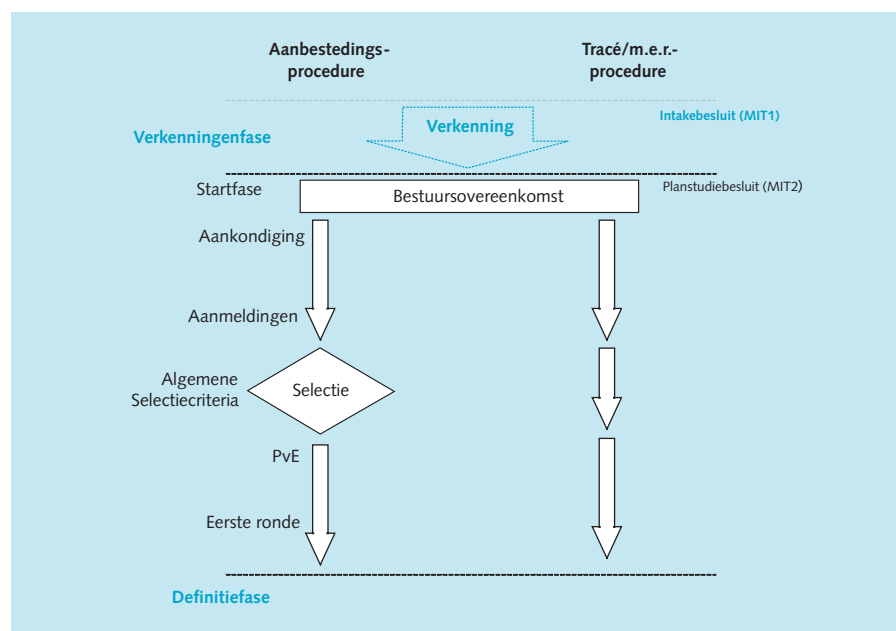 Aanbestedings-
procedure
Tracé/m.e.r.-
procedure
Intakebesluit (MIT1)
Verkenning
Verkenningenfase
Startfase
Bestuursovereenkomst
Planstudiebesluit (MIT2)
Aankondiging
Aanmeldingen
Algemene
Selectiecriteria
Selectie
PvE
Eerste ronde
Definitiefase